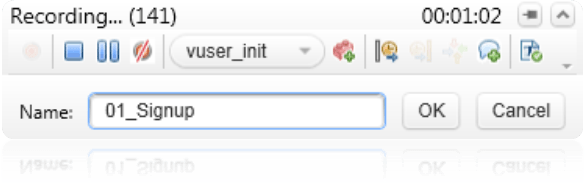 Recording... (141) 00:01:02
vuser_init
Name: 01_Signup OK Cancel